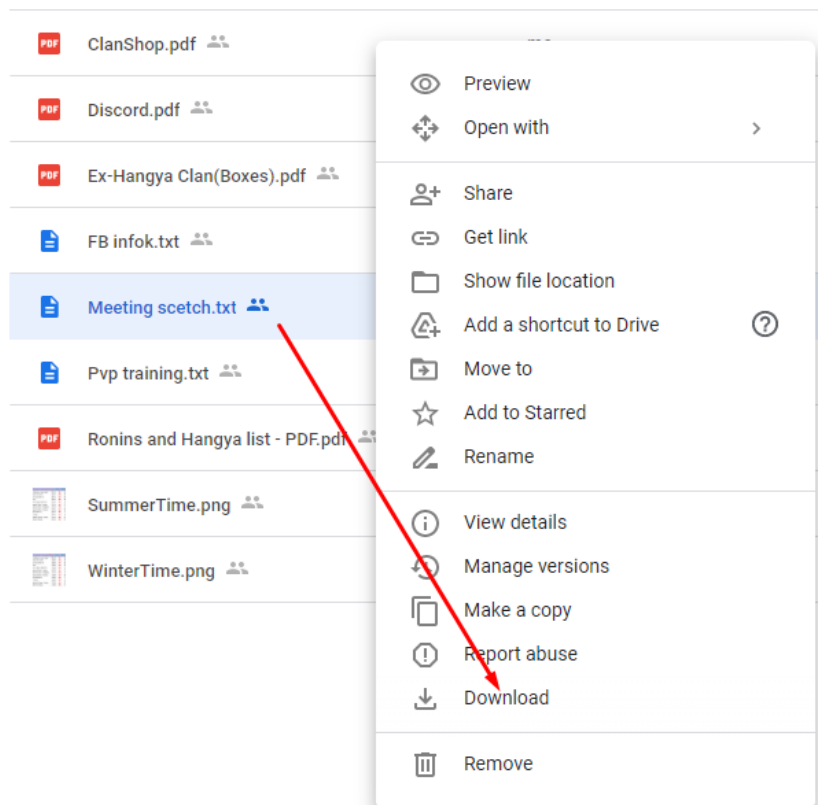 PDF ClanShop.pdf
PDF Discord.pdf
PDF Ex-Hangya Clan(Boxes).pdf
FB infok.txt
Meeting scetch.txt
Pvp training.txt
PDF Ronins and Hangya list - PDF.pdf
SummerTime.png
WinterTime.png
Preview
Open with
Share
Get link
Show file location
Add a shortcut to Drive
Move to
Add to Starred
Rename
View details
Manage versions
Make a copy
Report abuse
Download
Remove